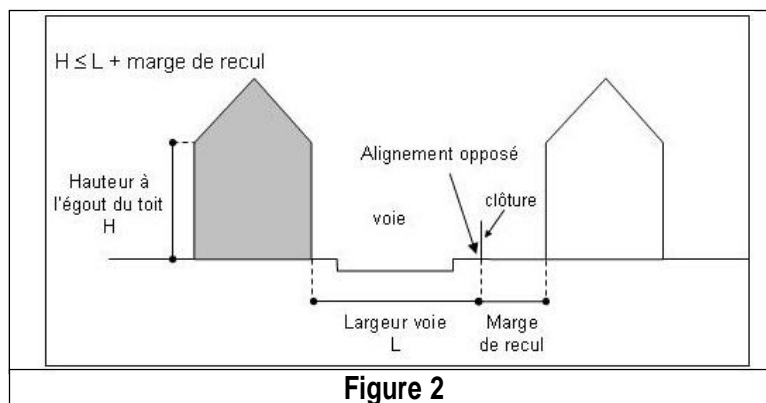 H ≤ L + marge de recul
Hauteur à
l'égout du toit
H
Alignement opposé
clôture
voie
Largeur voie
L
Marge
de recul
Figure 2